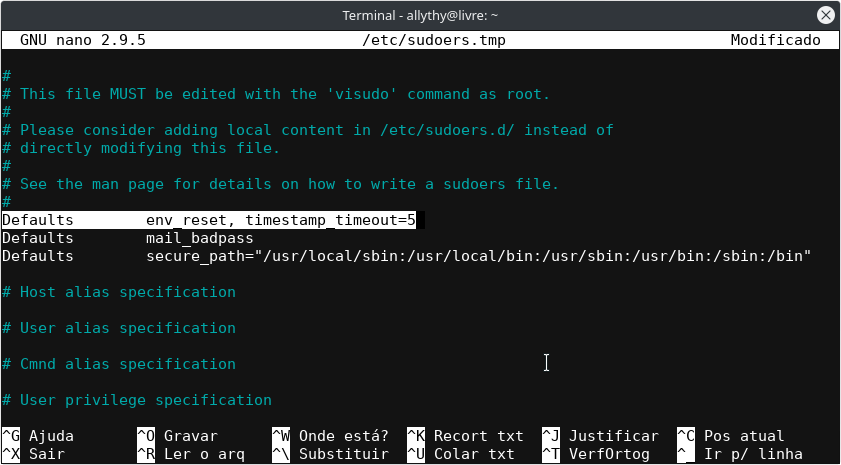 Terminal - allythy@livre: ~
GNU nano 2.9.5 /etc/sudoers.tmp Modificado
#
# This file MUST be edited with the 'visudo' command as root.
#
# Please consider adding local content in /etc/sudoers.d/ instead of
# directly modifying this file.
#
# See the man page for details on how to write a sudoers file.
#
Defaults env_reset, timestamp_timeout=5
Defaults mail_badpass
Defaults secure_path="/usr/local/sbin:/usr/local/bin:/usr/sbin:/usr/bin:/sbin:/bin"
# Host alias specification
# User alias specification
# Cmnd alias specification
# User privilege specification
^G Ajuda ^O Gravar ^W Onde está? ^K Recort txt ^J Justificar ^C Pos atual
^X Sair ^R Ler o arq ^\ Substituir ^U Colar txt ^T VerfOrtog ^_ Ir p/ linha